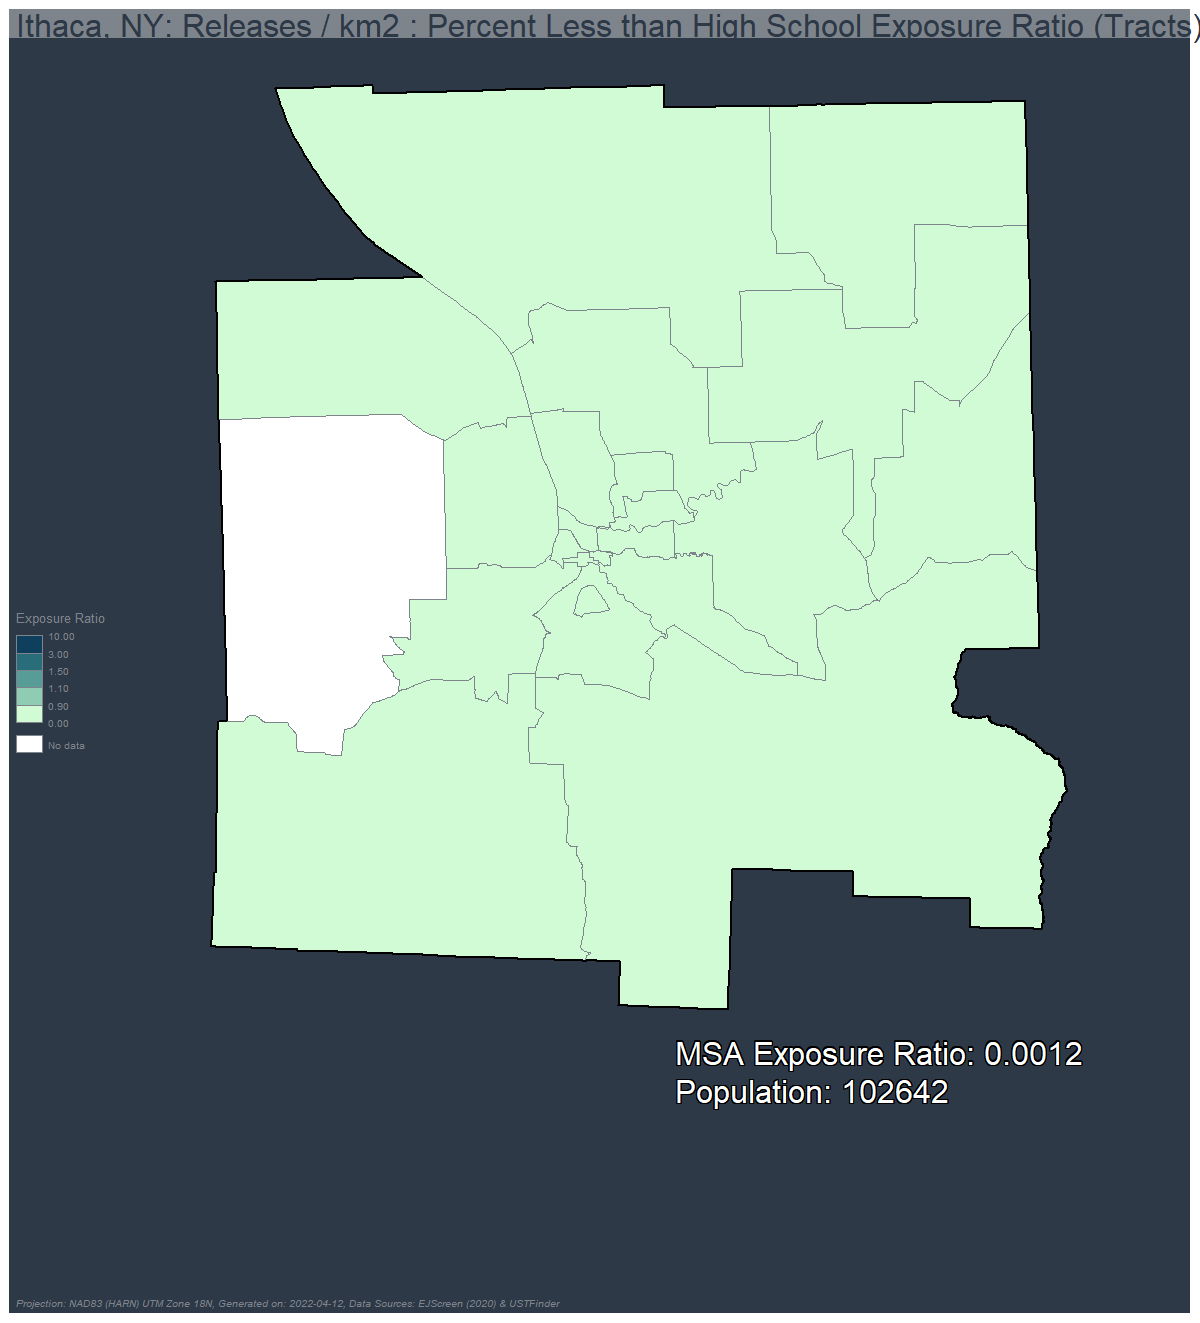 Ithaca, NY: Releases / km2 : Percent Less than High School Exposure Ratio (Tracts)
Exposure Ratio
10.00
3.00
1.50
1.10
0.90
0.00
No data
MSA Exposure Ratio: 0.0012
Population: 102642
Projection: NAD83 (HARN) UTM Zone 18N, Generated on: 2022-04-12, Data Sources: EJScreen (2020) & USTFinder